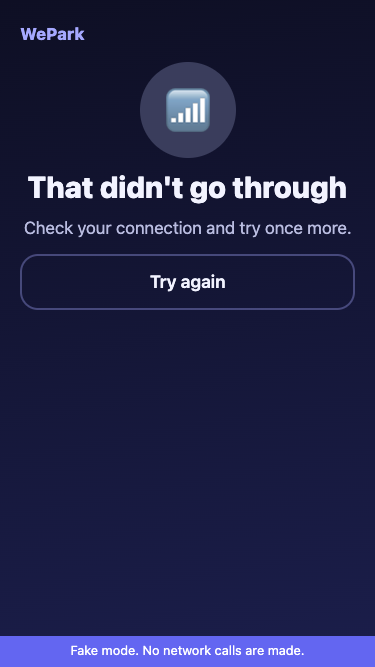 WePark
That didn't go through
Check your connection and try once more.
Try again
Fake mode. No network calls are made.